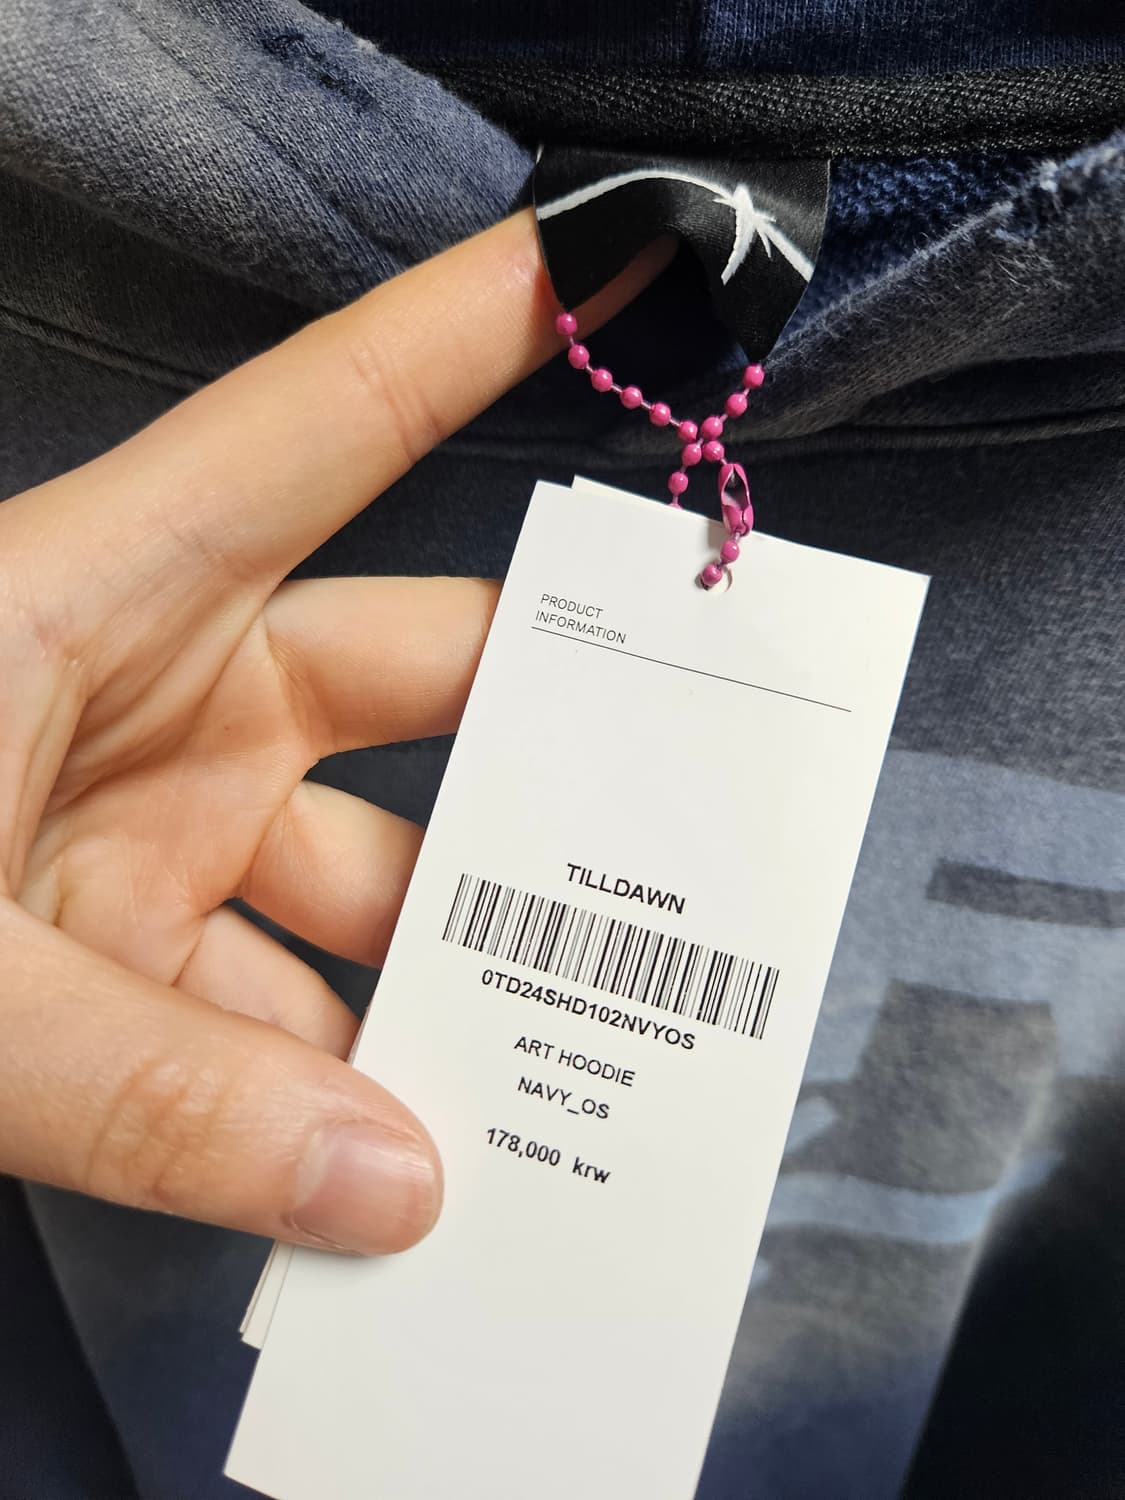 PRODUCT
INFORMATION
TILLDAWN
0TD24SHD102NVYOS
ART HOODIE
NAVY_OS
178,000 krw